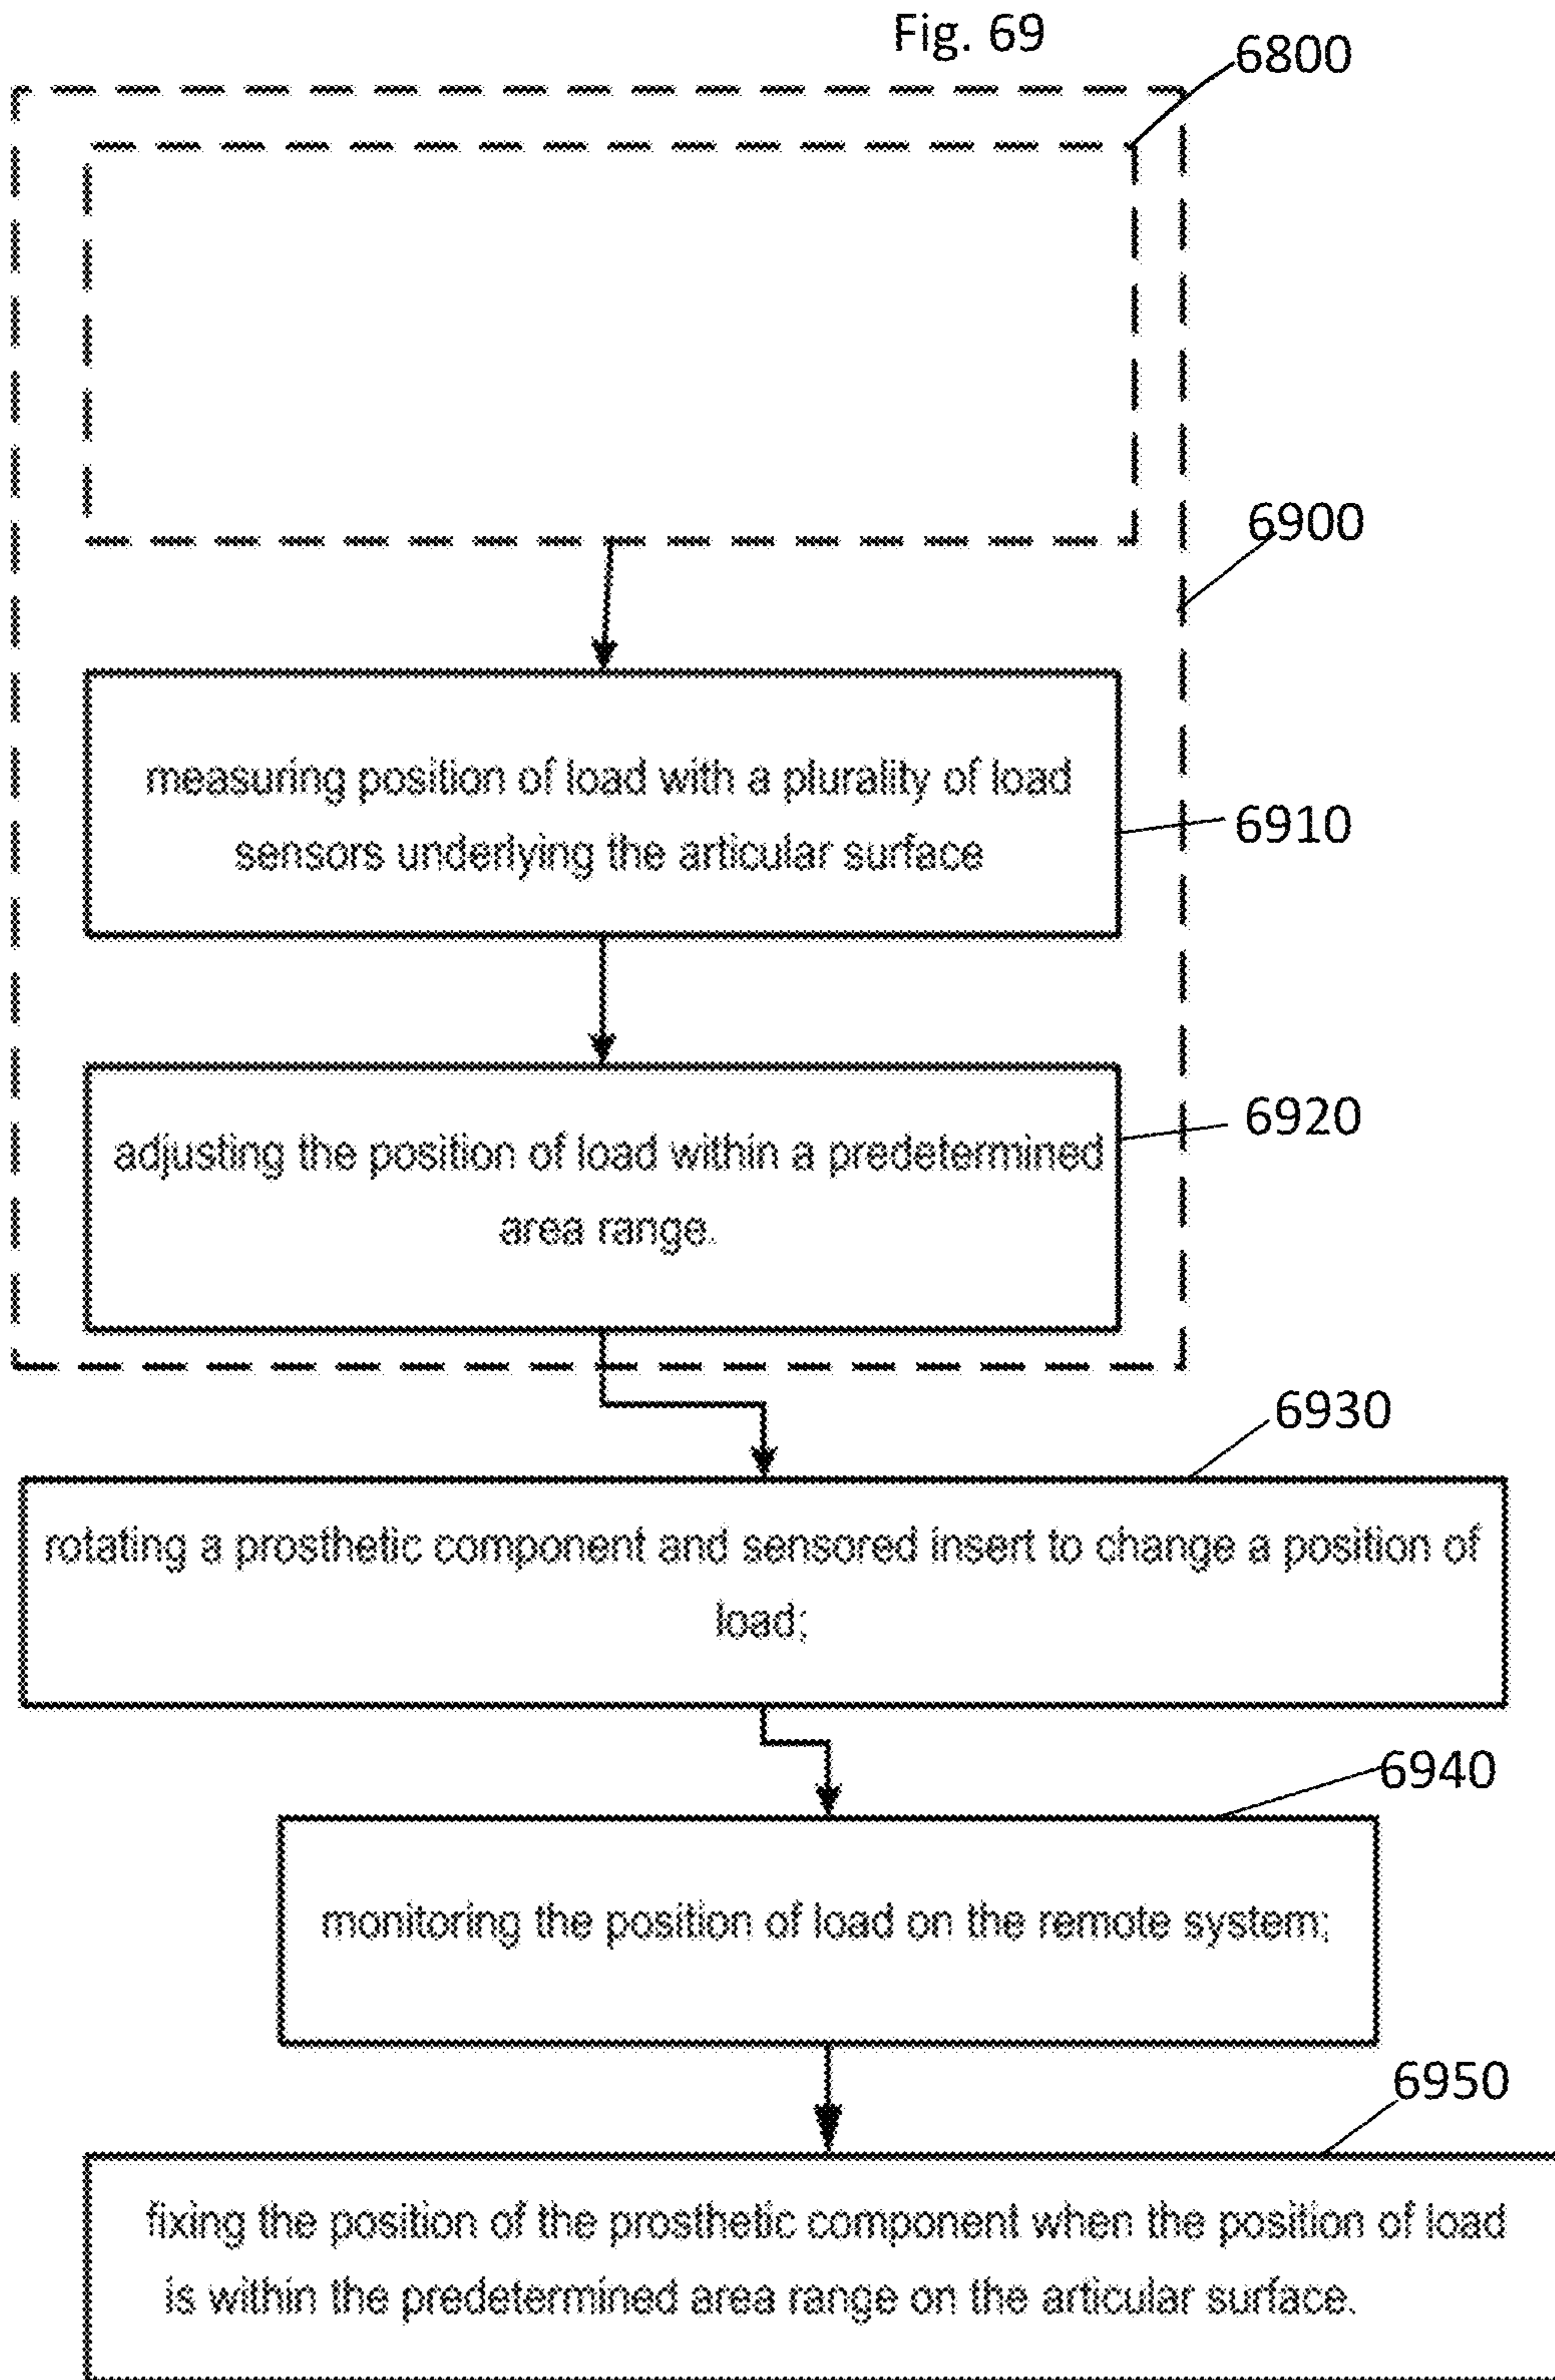 Fig. 69
6800
6900
measuring position of load with a plurality of load
sensors underlying the articular surface
6910
adjusting the position of load within a predetermined
area range.
6920
6930
rotating a prosthetic component and sensored insert to change a position of
load;
6940
monitoring the position of load on the remote system;
6950
fixing the position of the prosthetic component when the position of load
is within the predetermined area range on the articular surface.